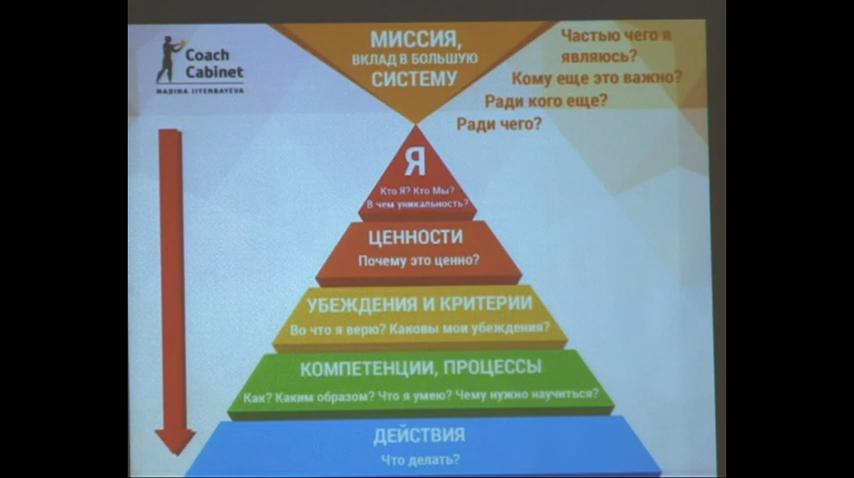 Coach
Cabinet
MADINA IIYENBAYEVA
МИССИЯ,
ВКЛАД В БОЛЬШУЮ
СИСТЕМУ
Частью чего я
являюсь?
Кому еще это важно?
Ради кого еще?
Ради чего?
Я
Кто Я? Кто Мы?
В чем уникальность?
ЦЕННОСТИ
Почему это ценно?
УБЕЖДЕНИЯ И КРИТЕРИИ
Во что я верю? Каковы мои убеждения?
КОМПЕТЕНЦИИ, ПРОЦЕССЫ
Как? Каким образом? Что я умею? Чему нужно научиться?
ДЕЙСТВИЯ
Что делать?